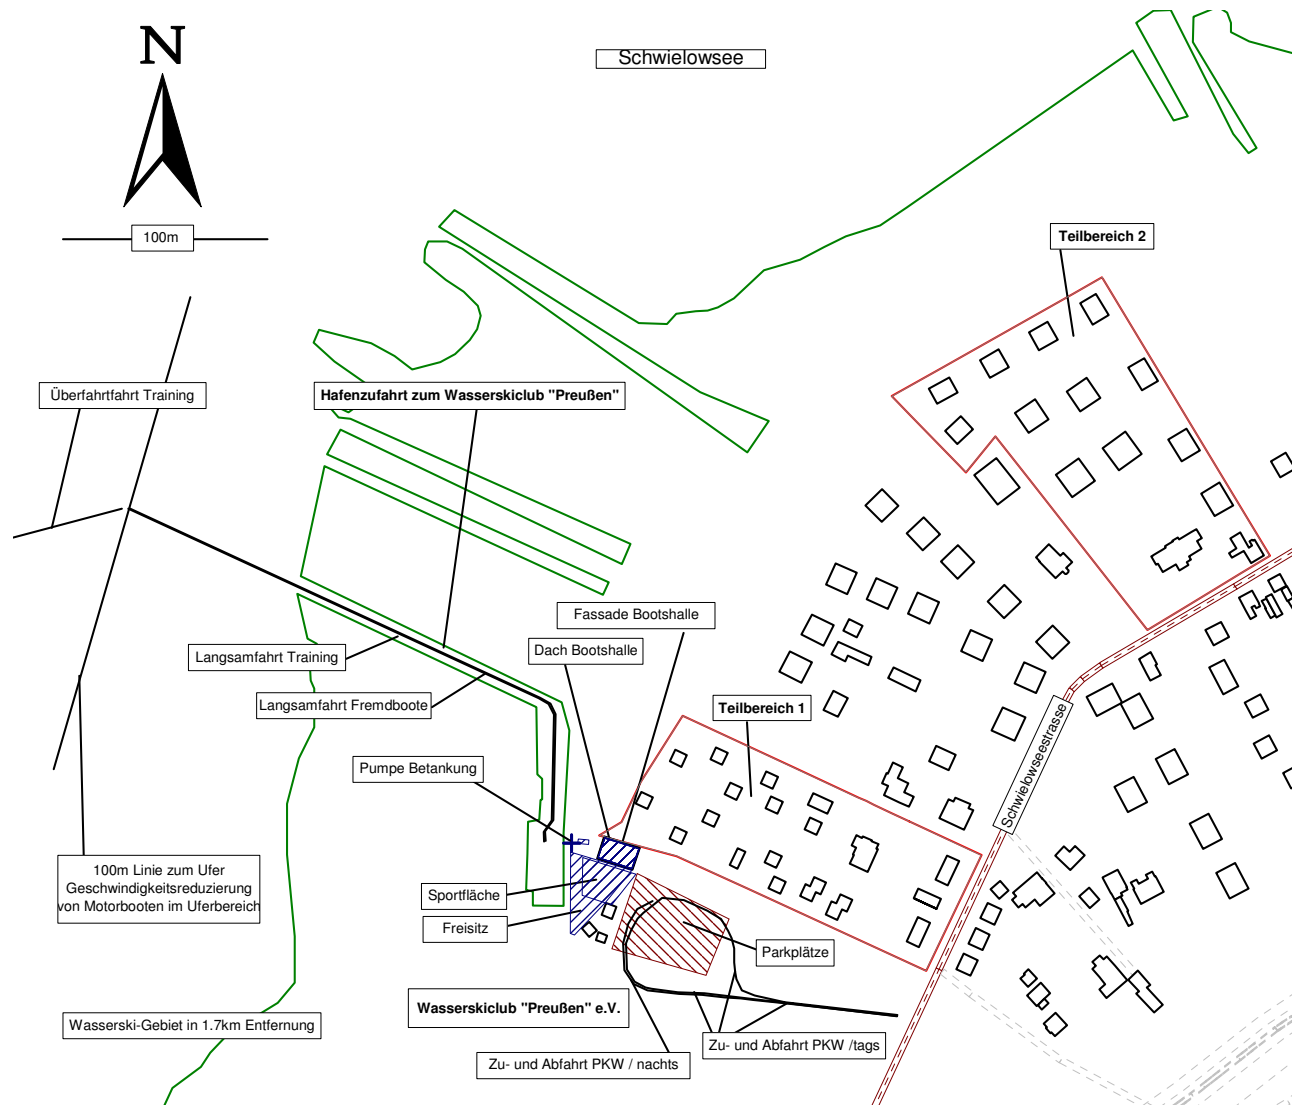 N
Schwielowsee
100m
Teilbereich 2
Überfahrtfahrt Training
Hafenzufahrt zum Wasserskiclub "Preußen"
Fassade Bootshalle
Dach Bootshalle
Langsamfahrt Training
Langsamfahrt Fremdboote
Teilbereich 1
Schwielowseestrasse
Pumpe Betankung
100m Linie zum Ufer
Geschwindigkeitsreduzierung
von Motorbooten im Uferbereich
Sportfläche
Freisitz
Parkplätze
Wasserskiclub "Preußen" e.V.
Wasserski-Gebiet in 1.7km Entfernung
Zu- und Abfahrt PKW /tags
Zu- und Abfahrt PKW / nachts